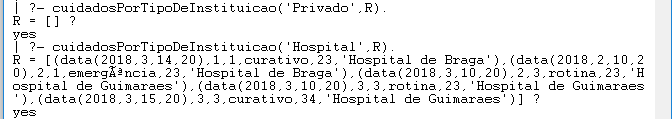 | ?- cuidadosPorTipoDeInstituicao('Privado',R).
R = [] ?
yes
| ?- cuidadosPorTipoDeInstituicao('Hospital',R).
R = [(data(2018,3,14,20),1,1,curativo,23,'Hospital de Braga'),(data(2018,2,10,2
0),2,1,emergÃªncia,23,'Hospital de Braga'),(data(2018,3,10,20),2,3,rotina,23,'H
ospital de Guimaraes'),(data(2018,3,10,20),3,3,rotina,23,'Hospital de Guimaraes
'),(data(2018,3,15,20),3,3,curativo,34,'Hospital de Guimaraes')] ?
yes